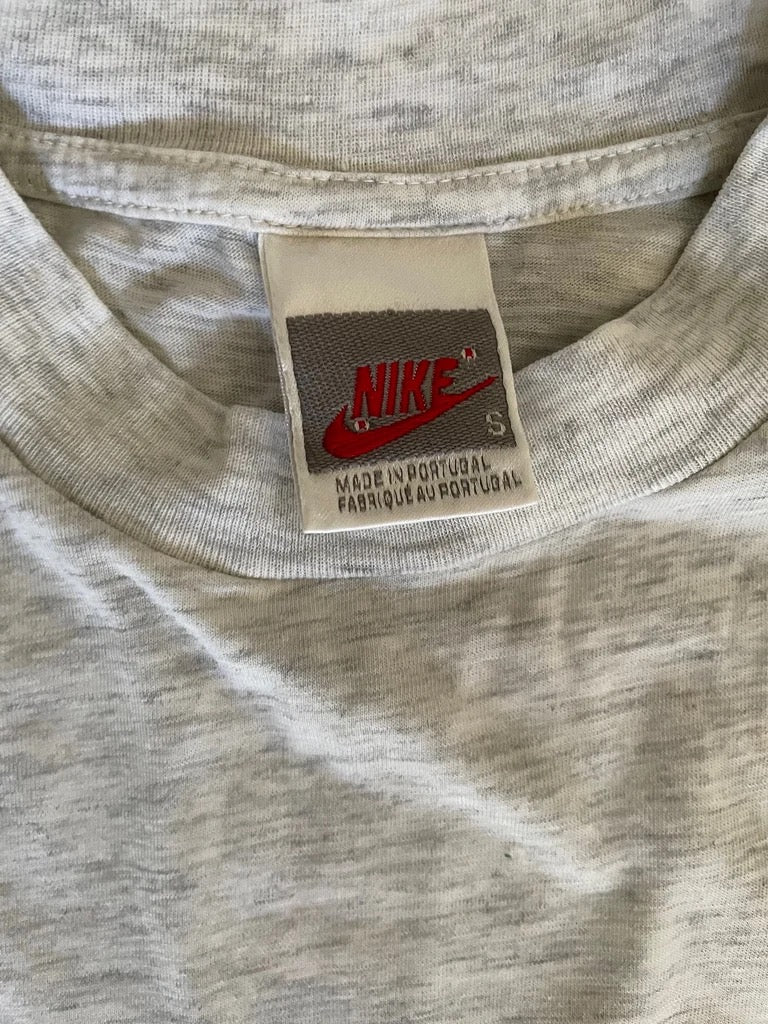 NIKE®
®
S
MADE IN PORTUGAL
FABRIQUÉ AU PORTUGAL